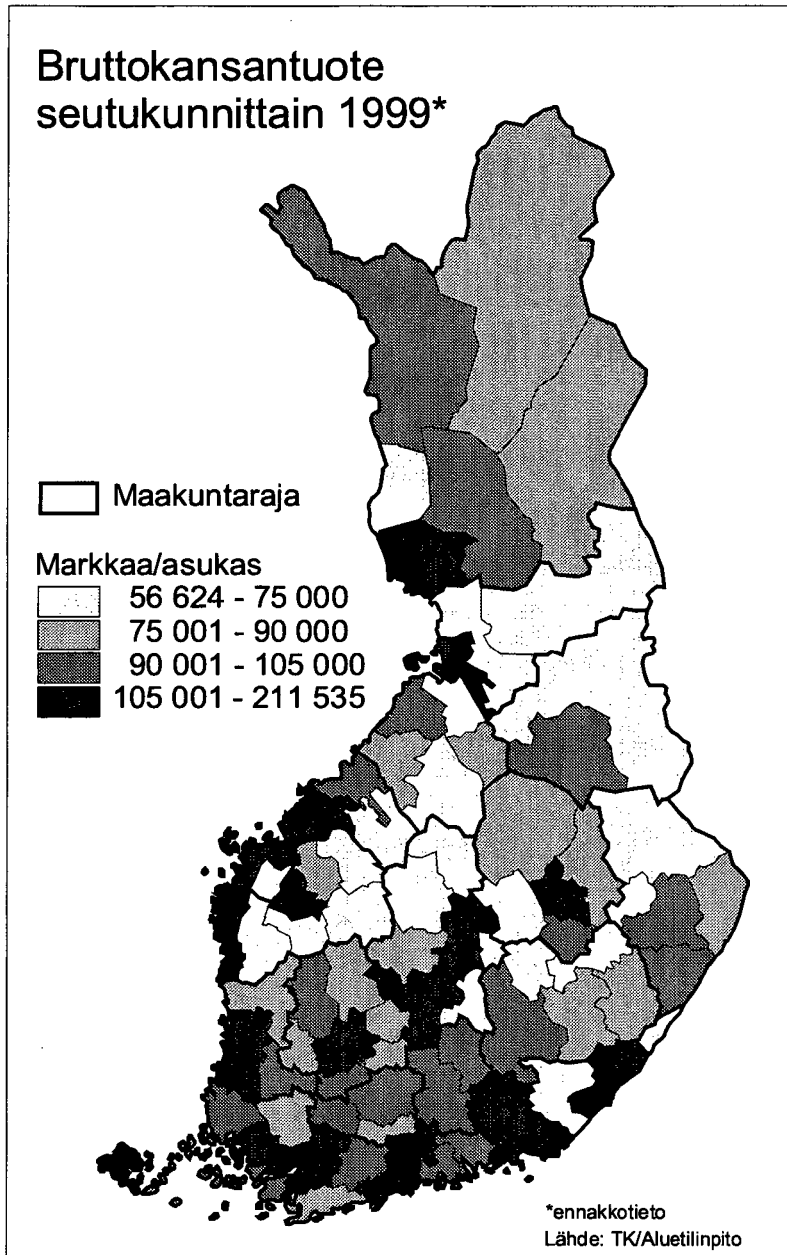 Bruttokansantuote
seutukunnittain 1999*
Maakuntaraja
Markkaa/asukas
56 624 - 75 000
75 001 - 90 000
90 001 - 105 000
105 001 - 211 535
*ennakkotieto
Lähde: TK/Aluetilinpito